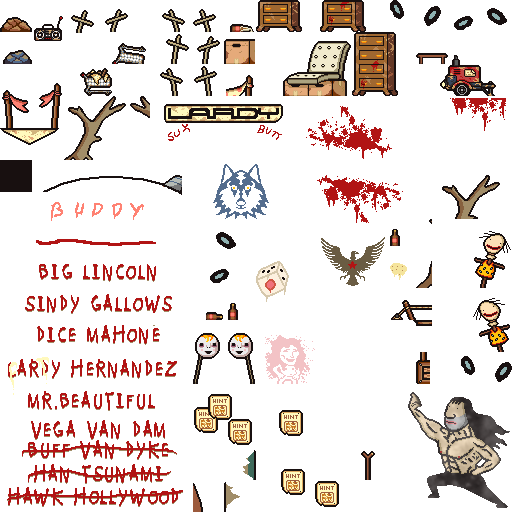 LARDY
SUX
BUTT
BUDDY
BIG LINCOLN
SINDY GALLOWS
DICE MAHONE
LARDY HERNANDEZ
MR.BEAUTIFUL
VEGA VAN DAM
BUFF VAN DYKE
HAN TSUNAMI
HAWK HOLLYWOOD
HINT
HINT
HINT
HINT
HINT